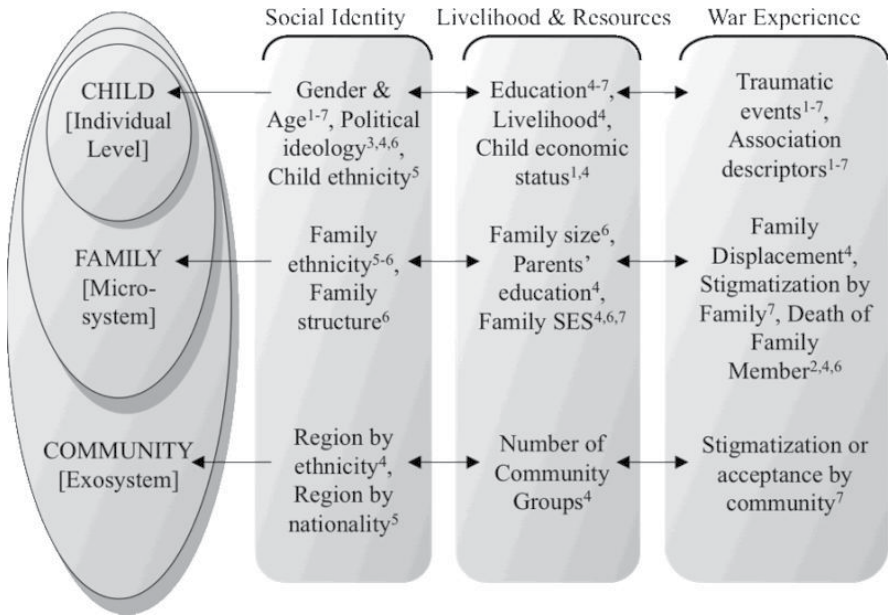 Social Identity
Livelihood & Resources
War Experience
CHILD
[Individual
Level]
Gender &
Age¹⁻⁷, Political
ideology³,⁴,⁶,
Child ethnicity⁵
Education⁴⁻⁷,
Livelihood⁴,
Child economic
status¹,⁴
Traumatic
events¹⁻⁷,
Association
descriptors¹⁻⁷
FAMILY
[Micro-
system]
Family
ethnicity⁵⁻⁶,
Family
structure⁶
Family size⁶,
Parents’
education⁴,
Family SES⁴,⁶,⁷
Family
Displacement⁴,
Stigmatization by
Family⁷, Death of
Family
Member²,⁴,⁶
COMMUNITY
[Exosystem]
Region by
ethnicity⁴,
Region by
nationality⁵
Number of
Community
Groups⁴
Stigmatization or
acceptance by
community⁷